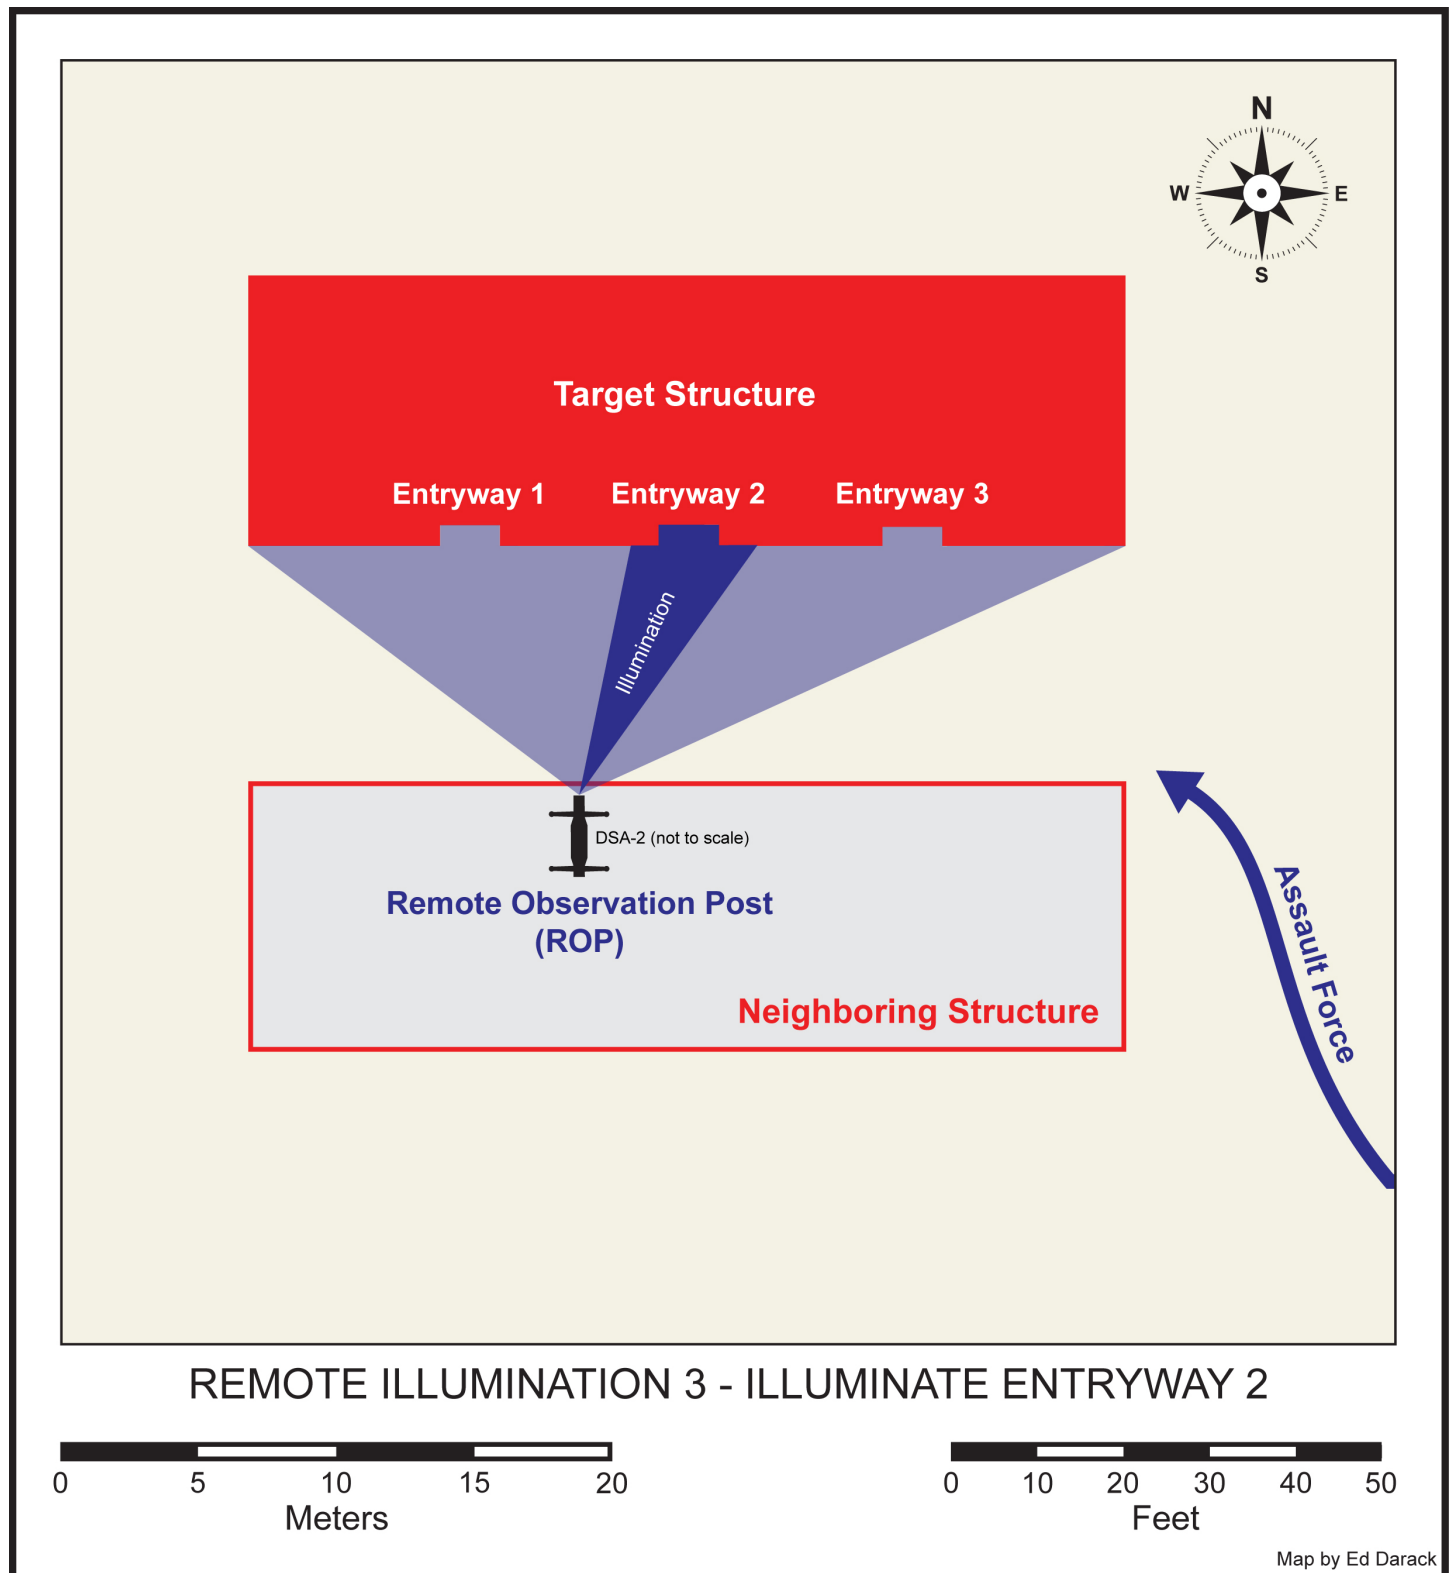 N
W
E
S
Target Structure
Entryway 1
Entryway 2
Entryway 3
Illumination
DSA-2 (not to scale)
Remote Observation Post
(ROP)
Neighboring Structure
Assault Force
REMOTE ILLUMINATION 3 - ILLUMINATE ENTRYWAY 2
0 5 10 15 20
Meters
0 10 20 30 40 50
Feet
Map by Ed Darack